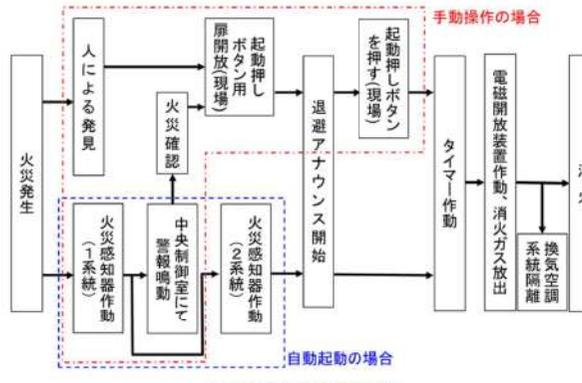 手動操作の場合
火災発生
人による発見
火災確認
起動押し
ボタン用
扉開放(現場)
退避アナウンス開始
起動押しボタン
を押す(現場)
タイマー作動
電磁開放装置作動、消火ガス放出
換気空調
系統隔離
火災感知器作動
(1系統)
中央制御室にて
警報鳴動
火災感知器作動
(2系統)
自動起動の場合